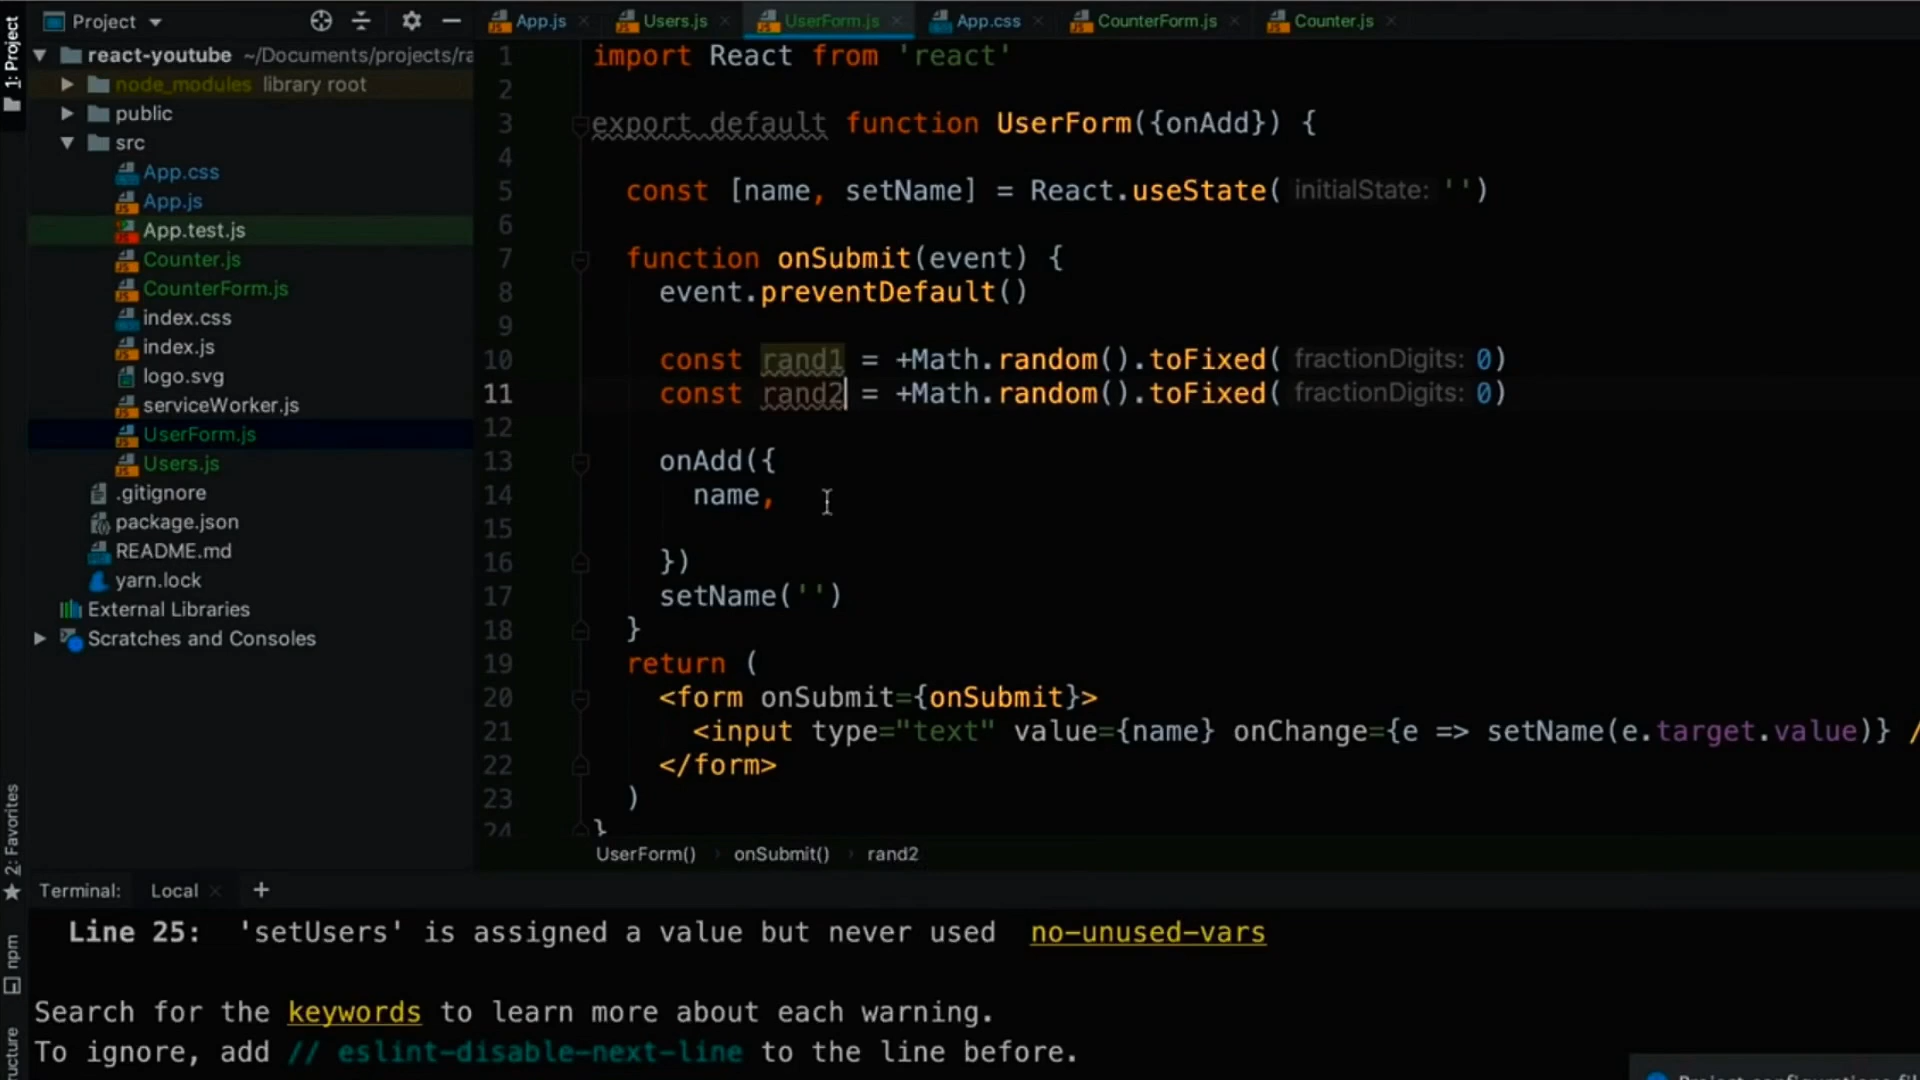 1: Project
Project
App.js
Users.js
UserForm.js
App.css
CounterForm.js
Counter.js
react-youtube ~/Documents/projects/ra
node_modules library root
public
src
App.css
App.js
App.test.js
Counter.js
CounterForm.js
index.css
index.js
logo.svg
serviceWorker.js
UserForm.js
Users.js
.gitignore
package.json
README.md
yarn.lock
External Libraries
Scratches and Consoles
1 import React from 'react'
2
3 export default function UserForm({onAdd}) {
4
5 const [name, setName] = React.useState( initialState: '')
6
7 function onSubmit(event) {
8 event.preventDefault()
9
10 const rand1 = +Math.random().toFixed( fractionDigits: 0)
11 const rand2 = +Math.random().toFixed( fractionDigits: 0)
12
13 onAdd({
14 name,
15
16 })
17 setName('')
18 }
19 return (
20 <form onSubmit={onSubmit}>
21 <input type="text" value={name} onChange={e => setName(e.target.value)} /
22 </form>
23 )
24 }
UserForm() › onSubmit() › rand2
2: Favorites
npm
Terminal: Local +
Line 25: 'setUsers' is assigned a value but never used no-unused-vars
Search for the keywords to learn more about each warning.
To ignore, add // eslint-disable-next-line to the line before.